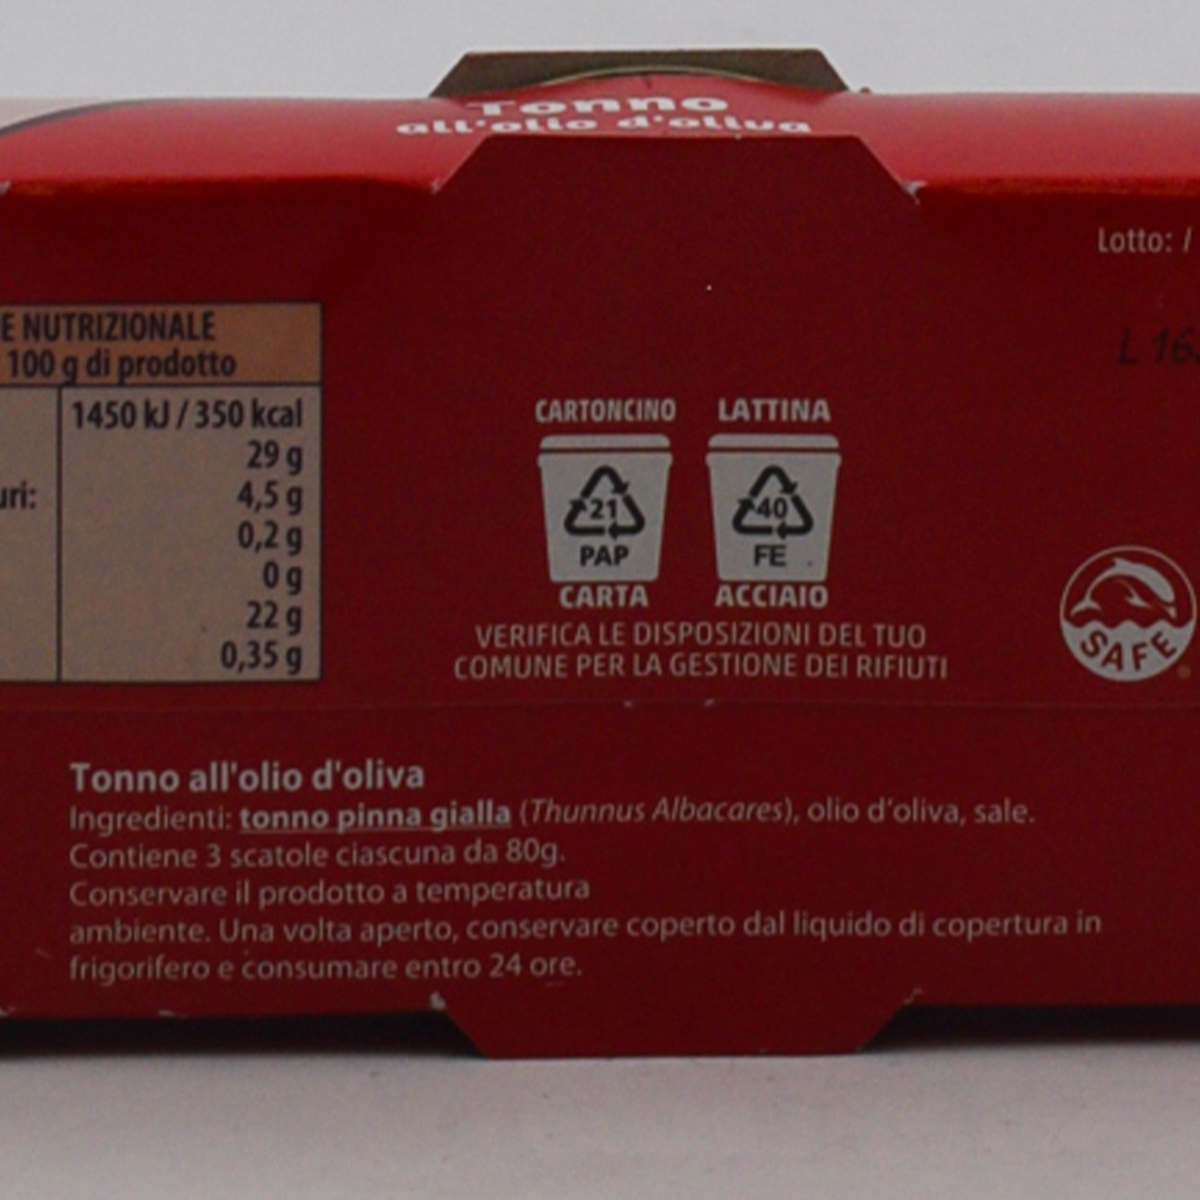 Tonno
all'olio d'oliva
Lotto:
E NUTRIZIONALE
100 g di prodotto
1450 kJ / 350 kcal
29 g
uri: 4,5 g
0,2 g
0 g
22 g
0,35 g
L 16
CARTONCINO LATTINA
21 40
PAP FE
CARTA ACCIAIO
VERIFICA LE DISPOSIZIONI DEL TUO
COMUNE PER LA GESTIONE DEI RIFIUTI
SAFE
Tonno all'olio d'oliva
Ingredienti: tonno pinna gialla (Thunnus Albacares), olio d'oliva, sale.
Contiene 3 scatole ciascuna da 80g.
Conservare il prodotto a temperatura
ambiente. Una volta aperto, conservare coperto dal liquido di copertura in
frigorifero e consumare entro 24 ore.